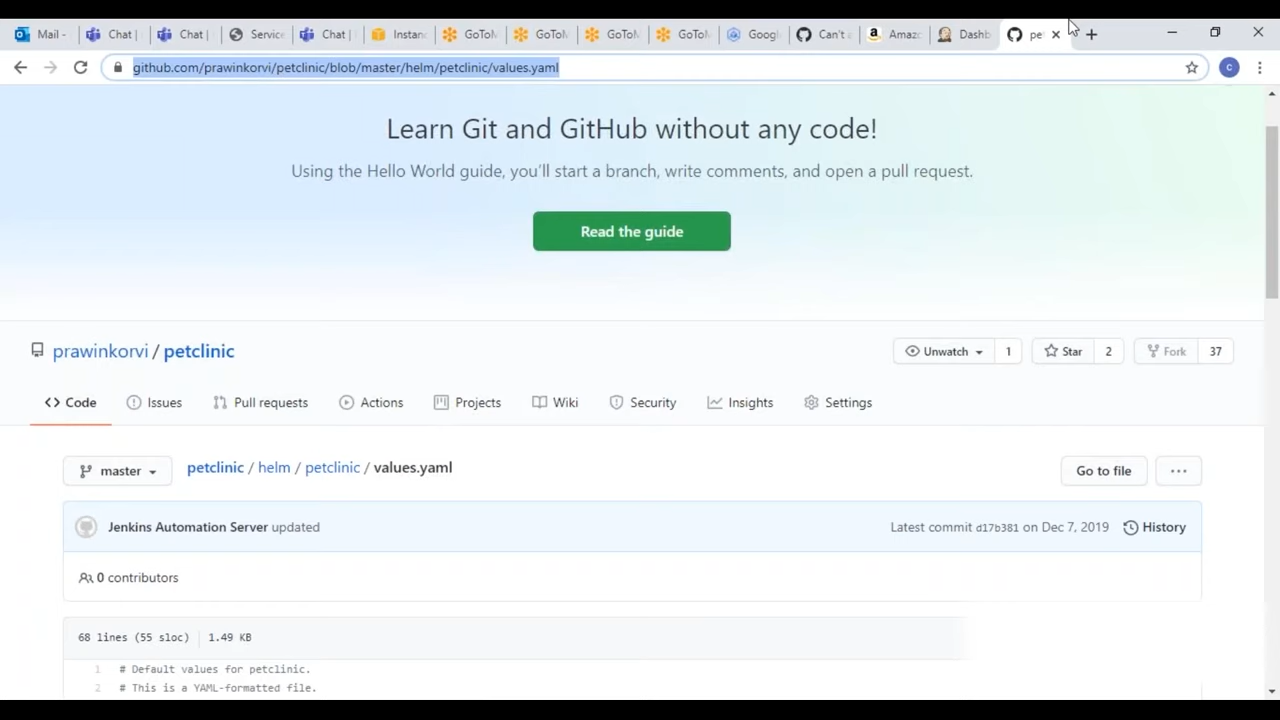 Mail - Chat | Chat | Service Chat | Instanc GoToM GoToM GoToM GoToM Googl Can't a Amazo Dashb pe
github.com/prawinkorvi/petclinic/blob/master/helm/petclinic/values.yaml
C
Learn Git and GitHub without any code!
Using the Hello World guide, you'll start a branch, write comments, and open a pull request.
Read the guide
prawinkorvi / petclinic
Unwatch 1 Star 2 Fork 37
<> Code Issues Pull requests Actions Projects Wiki Security Insights Settings
master petclinic / helm / petclinic / values.yaml Go to file ...
Jenkins Automation Server updated Latest commit d17b381 on Dec 7, 2019 History
0 contributors
68 lines (55 sloc) 1.49 KB
1 # Default values for petclinic.
2 # This is a YAML-formatted file.